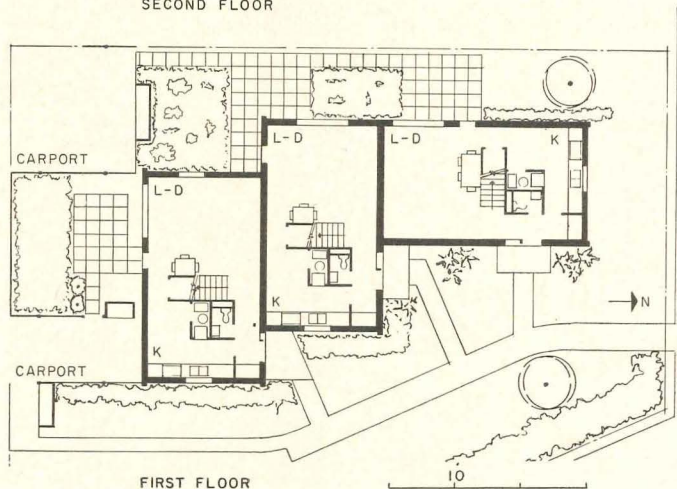 SECOND FLOOR
L-D
L-D
K
CARPORT
L-D
N
K
K
CARPORT
FIRST FLOOR
10